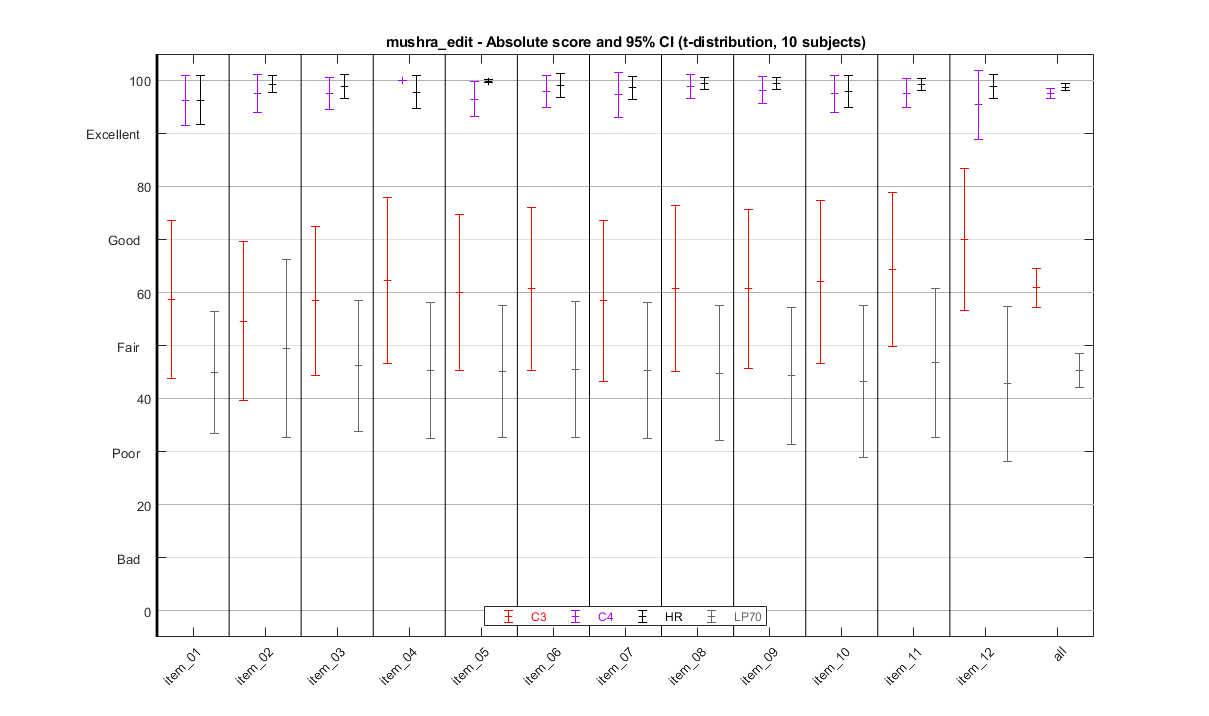 mushra_edit - Absolute score and 95% CI (t-distribution, 10 subjects)
100
Excellent
80
Good
60
Fair
40
Poor
20
Bad
0
C3 C4 HR LP70
item_01 item_02 item_03 item_04 item_05 item_06 item_07 item_08 item_09 item_10 item_11 item_12 all